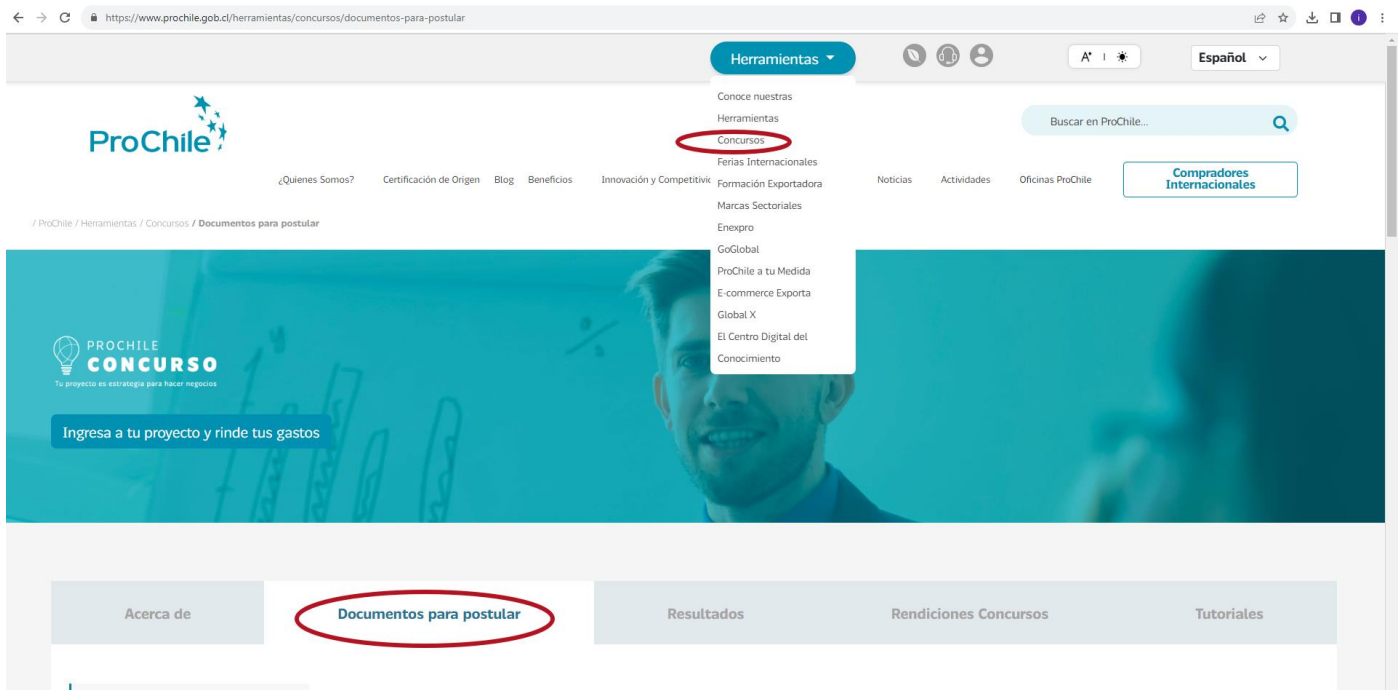 https://www.prochile.gob.cl/herramientas/concursos/documentos-para-postular
i
Herramientas
A+ I
Español
Conoce nuestras
Herramientas
Concursos
Ferias Internacionales
Formación Exportadora
Marcas Sectoriales
Enexpro
GoGlobal
ProChile a tu Medida
E-commerce Exporta
Global X
El Centro Digital del
Conocimiento
ProChile
Buscar en ProChile...
¿Quienes Somos? Certificación de Origen Blog Beneficios Innovación y Noticias Actividades Oficinas ProChile Compradores
Internacionales
/ ProChile / Herramientas / Concursos / Documentos para postular
PROCHILE
CONCURSO
Tu proyecto es estrategia para hacer negocios
Ingresa a tu proyecto y rinde tus gastos
Acerca de Documentos para postular Resultados Rendiciones Concursos Tutoriales